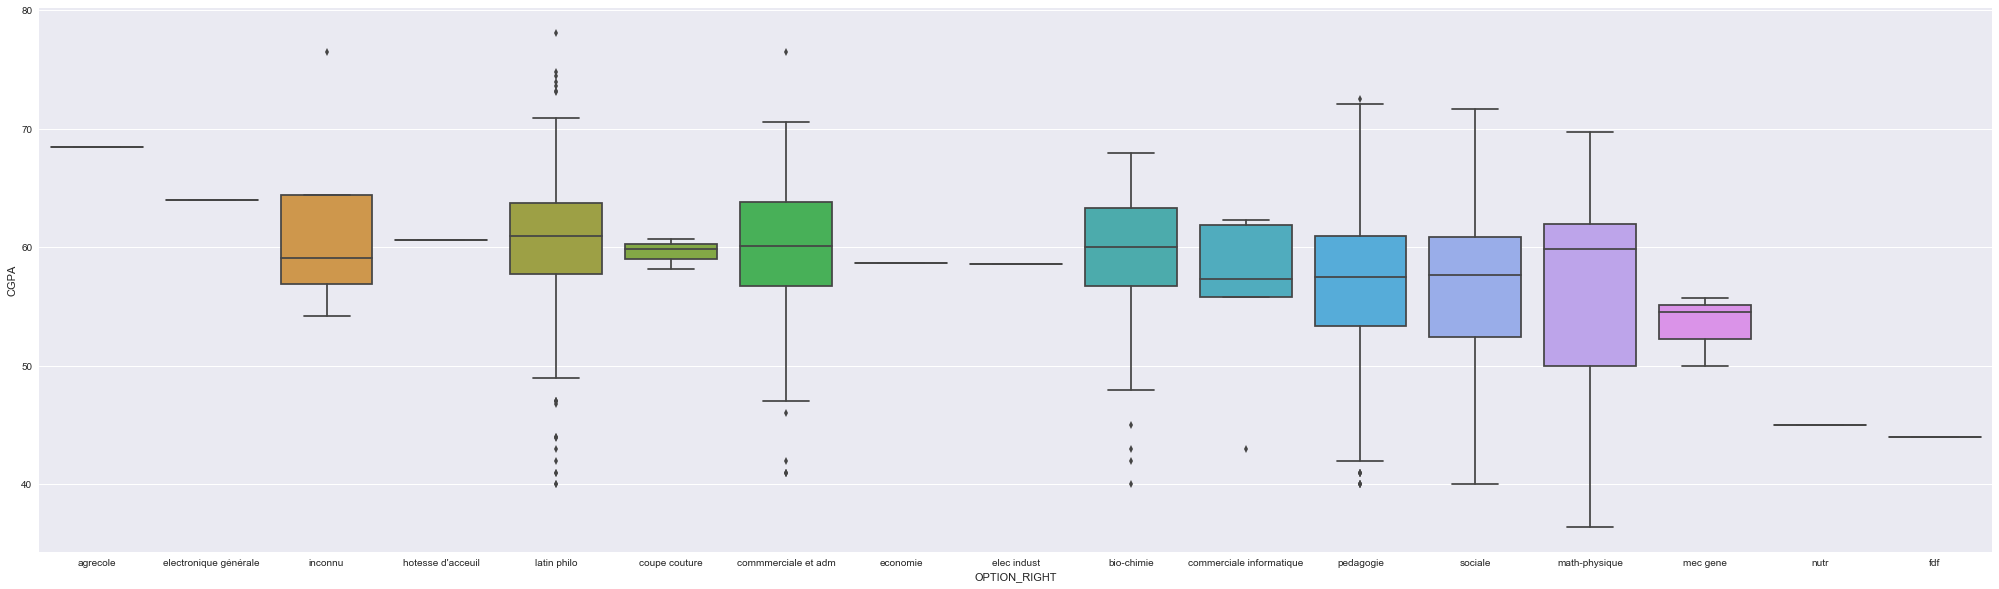 80
70
60
50
40
CGPA
agrecole electronique générale inconnu hotesse d'acceuil latin philo coupe couture commmerciale et adm economie elec indust bio-chimie commerciale informatique pedagogie sociale math-physique mec gene nutr fdf
OPTION_RIGHT